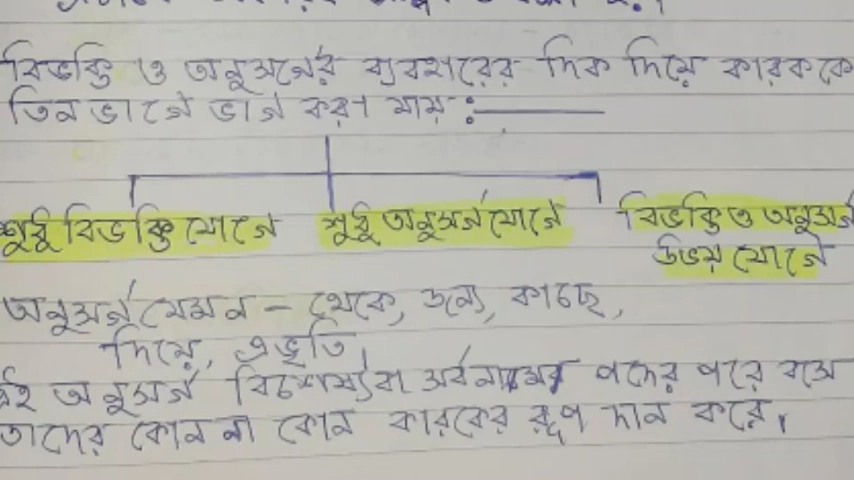 বিভক্তি ও অনুসর্গের ব্যবহারের দিক দিয়ে কারককে
তিন ভাগে ভাগ করা যায় :—
শুধু বিভক্তি যোগে শুধু অনুসর্গ যোগে বিভক্তি ও অনুসর্গ
উভয় যোগে
অনুসর্গ যেমন – থেকে, জন্য, কাছে,
দিয়ে, প্রভৃতি।
এই অনুসর্গ বিশেষ্য বা সর্বনামের পদের পরে বসে
তাদের কোন না কোন কারকের রূপ দান করে।